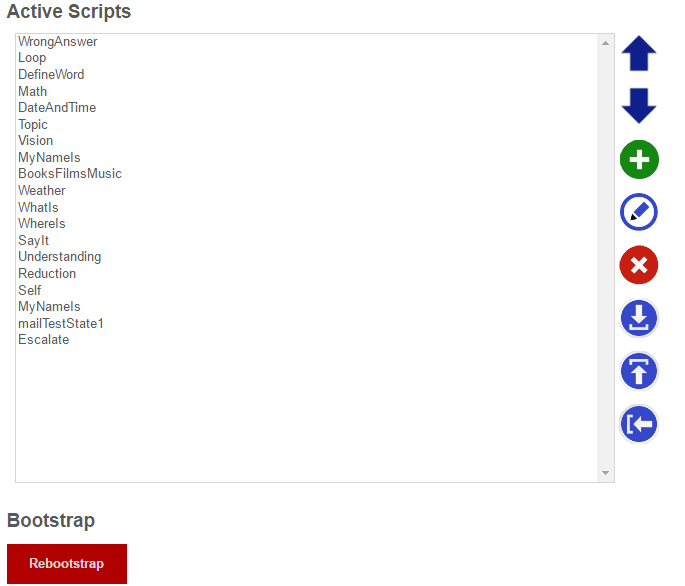 Active Scripts
WrongAnswer
Loop
DefineWord
Math
DateAndTime
Topic
Vision
MyNameIs
BooksFilmsMusic
Weather
WhatIs
WhereIs
SayIt
Understanding
Reduction
Self
MyNameIs
mailTestState1
Escalate
Bootstrap
Rebootstrap